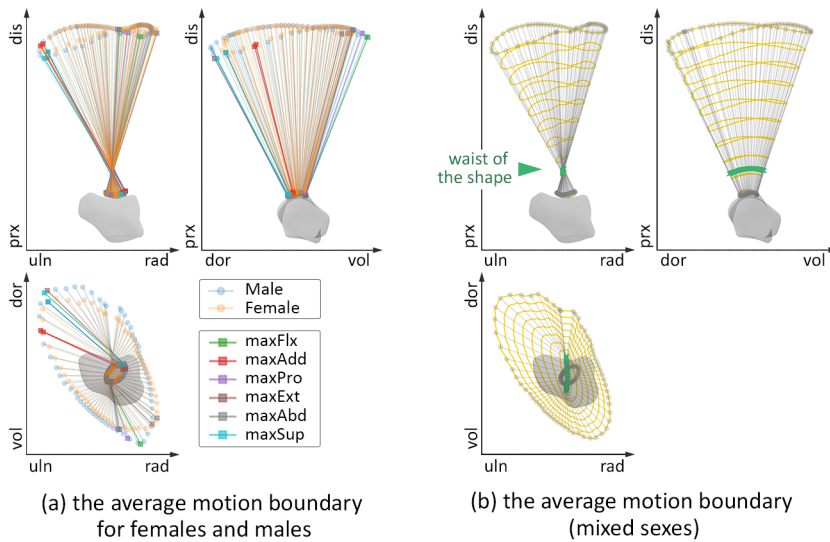 dis
prx
uln
rad
dis
prx
dor
vol
dor
vol
uln
rad
Male
Female
maxFlx
maxAdd
maxPro
maxExt
maxAbd
maxSup
(a) the average motion boundary
for females and males
dis
prx
uln
rad
waist of
the shape
dis
prx
dor
vol
dor
vol
uln
rad
(b) the average motion boundary
(mixed sexes)